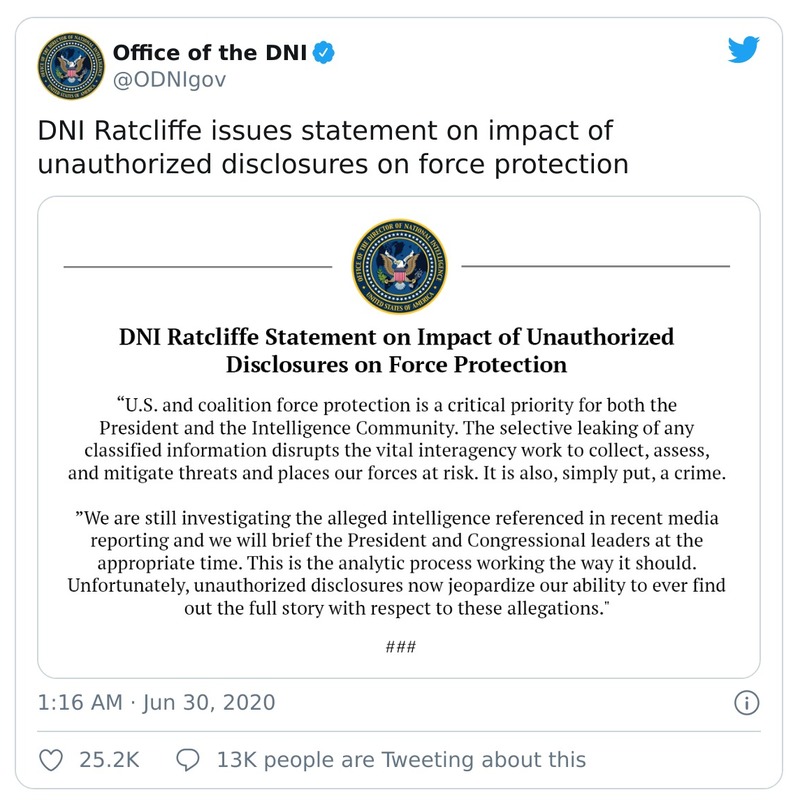 Office of the DNI
@ODNIgov
DNI Ratcliffe issues statement on impact of
unauthorized disclosures on force protection
OFFICE OF THE DIRECTOR OF NATIONAL INTELLIGENCE
UNITED STATES OF AMERICA
DNI Ratcliffe Statement on Impact of Unauthorized
Disclosures on Force Protection
“U.S. and coalition force protection is a critical priority for both the
President and the Intelligence Community. The selective leaking of any
classified information disrupts the vital interagency work to collect, assess,
and mitigate threats and places our forces at risk. It is also, simply put, a crime.
”We are still investigating the alleged intelligence referenced in recent media
reporting and we will brief the President and Congressional leaders at the
appropriate time. This is the analytic process working the way it should.
Unfortunately, unauthorized disclosures now jeopardize our ability to ever find
out the full story with respect to these allegations."
###
1:16 AM · Jun 30, 2020
25.2K 13K people are Tweeting about this